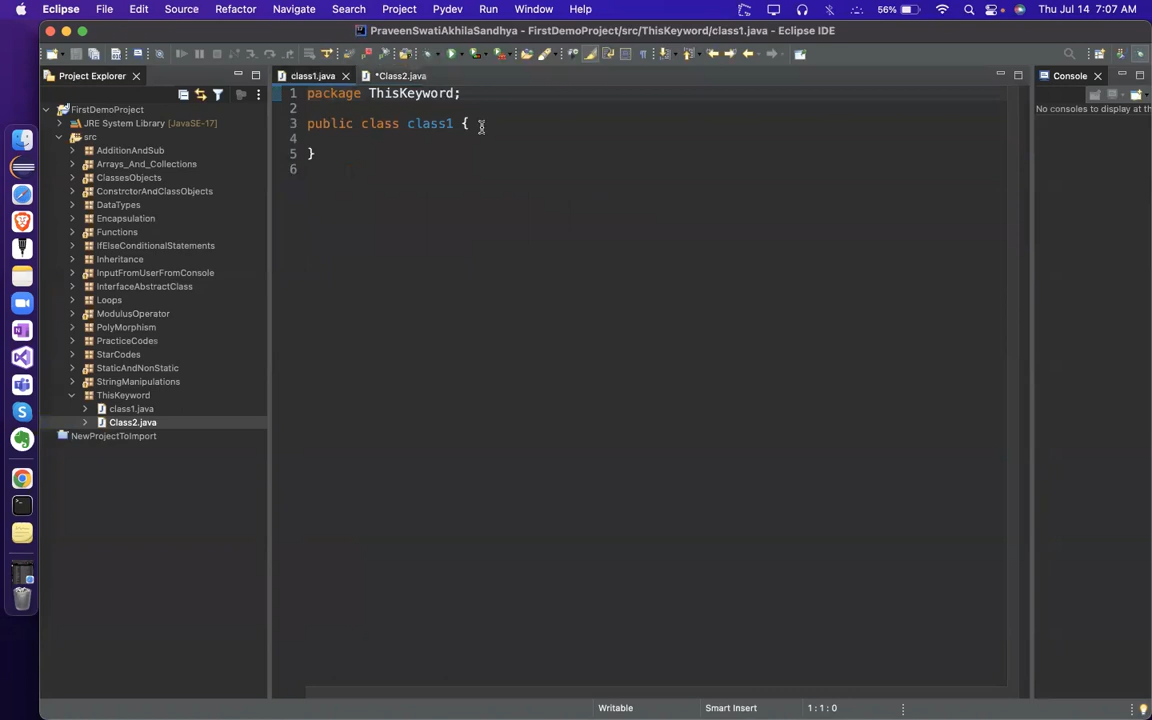 Eclipse File Edit Source Refactor Navigate Search Project Pydev Run Window Help 56% Thu Jul 14 7:07 AM
PraveenSwatiAkhilaSandhya - FirstDemoProject/src/ThisKeyword/class1.java - Eclipse IDE
Project Explorer
class1.java
*Class2.java
Console
No consoles to display at th
FirstDemoProject
JRE System Library [JavaSE-17]
src
AdditionAndSub
Arrays_And_Collections
ClassesObjects
ConstrctorAndClassObjects
DataTypes
Encapsulation
Functions
IfElseConditionalStatements
Inheritance
InputFromUserFromConsole
InterfaceAbstractClass
Loops
ModulusOperator
PolyMorphism
PracticeCodes
StarCodes
StaticAndNonStatic
StringManipulations
ThisKeyword
class1.java
Class2.java
NewProjectToImport
1 package ThisKeyword;
2
3 public class class1 {
4
5 }
6
Writable Smart Insert 1 : 1 : 0